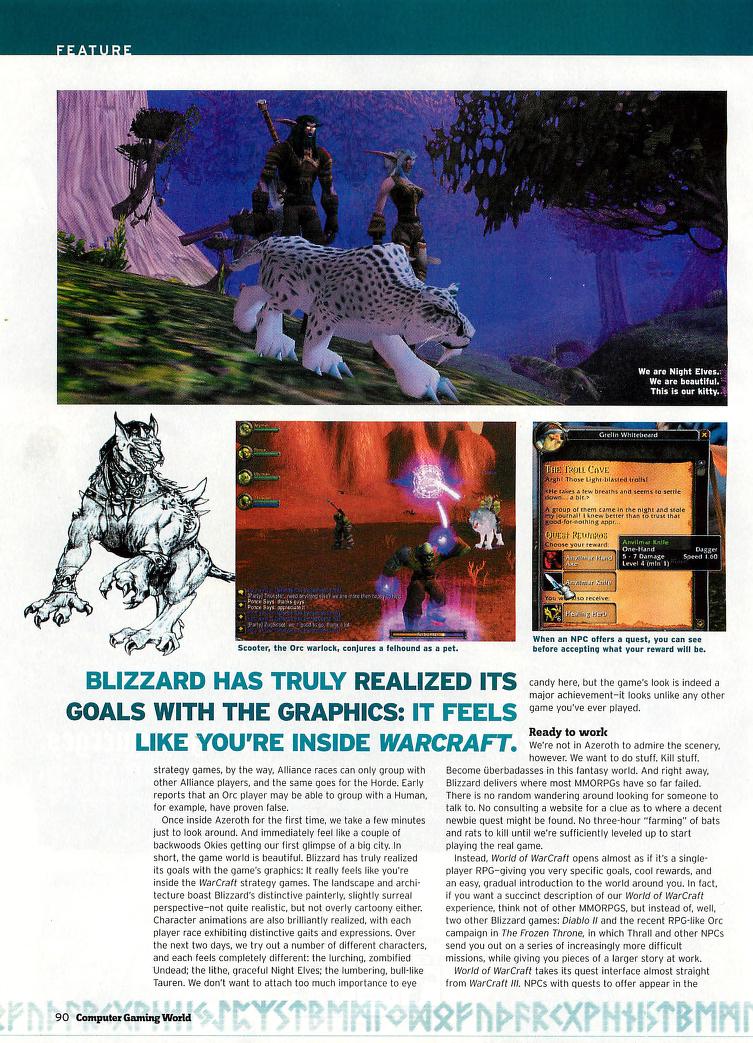 FEATURE
We are Night Elves.
We are beautiful.
This is our kitty.
Scooter, the Orc warlock, conjures a felhound as a pet.
Grelin Whitebeard
THE TROLL CAVE
Argh! Those Light-blasted trolls!
<He takes a few breaths and seems to settle
down... a bit.>
A group of them came in the night and stole
my journal! I knew better than to trust that
good-for-nothing appr...
QUEST REWARDS
Choose your reward:
Anvilmar Hand
Axe
Anvilmar Knife
Anvilmar Knife
One-Hand Dagger
5 - 7 Damage Speed 1.60
Level 4 (min 1)
You will also receive:
Healing Herb
When an NPC offers a quest, you can see
before accepting what your reward will be.
BLIZZARD HAS TRULY REALIZED ITS
GOALS WITH THE GRAPHICS: IT FEELS
LIKE YOU'RE INSIDE WARCRAFT.
strategy games, by the way, Alliance races can only group with
other Alliance players, and the same goes for the Horde. Early
reports that an Orc player may be able to group with a Human,
for example, have proven false.
Once inside Azeroth for the first time, we take a few minutes
just to look around. And immediately feel like a couple of
backwoods Okies getting our first glimpse of a big city. In
short, the game world is beautiful. Blizzard has truly realized
its goals with the game's graphics: It really feels like you're
inside the WarCraft strategy games. The landscape and archi-
tecture boast Blizzard's distinctive painterly, slightly surreal
perspective—not quite realistic, but not overly cartoony either.
Character animations are also brilliantly realized, with each
player race exhibiting distinctive gaits and expressions. Over
the next two days, we try out a number of different characters,
and each feels completely different: the lurching, zombified
Undead; the lithe, graceful Night Elves; the lumbering, bull-like
Tauren. We don't want to attach too much importance to eye
candy here, but the game's look is indeed a
major achievement—it looks unlike any other
game you've ever played.
Ready to work
We're not in Azeroth to admire the scenery,
however. We want to do stuff. Kill stuff.
Become überbadasses in this fantasy world. And right away,
Blizzard delivers where most MMORPGs have so far failed.
There is no random wandering around looking for someone to
talk to. No consulting a website for a clue as to where a decent
newbie quest might be found. No three-hour "farming" of bats
and rats to kill until we're sufficiently leveled up to start
playing the real game.
Instead, World of WarCraft opens almost as if it's a single-
player RPG—giving you very specific goals, cool rewards, and
an easy, gradual introduction to the world around you. In fact,
if you want a succinct description of our World of WarCraft
experience, think not of other MMORPGS, but instead of, well,
two other Blizzard games: Diablo II and the recent RPG-like Orc
campaign in The Frozen Throne, in which Thrall and other NPCs
send you out on a series of increasingly more difficult
missions, while giving you pieces of a larger story at work.
World of WarCraft takes its quest interface almost straight
from WarCraft III. NPCs with quests to offer appear in the
90 Computer Gaming World